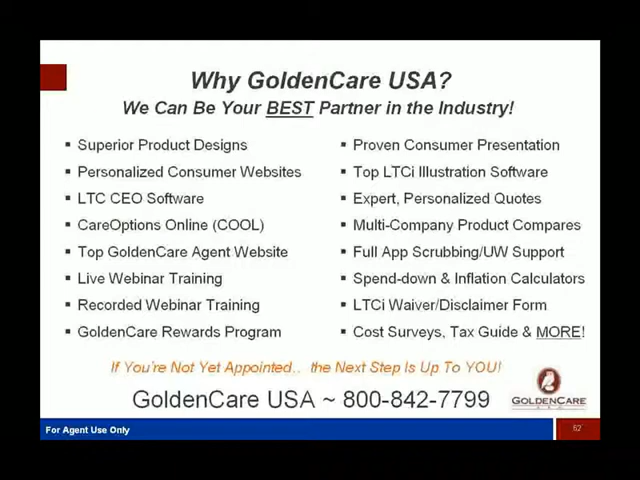 Why GoldenCare USA?
We Can Be Your BEST Partner in the Industry!
▪ Superior Product Designs
▪ Personalized Consumer Websites
▪ LTC CEO Software
▪ CareOptions Online (COOL)
▪ Top GoldenCare Agent Website
▪ Live Webinar Training
▪ Recorded Webinar Training
▪ GoldenCare Rewards Program
▪ Proven Consumer Presentation
▪ Top LTCi Illustration Software
▪ Expert, Personalized Quotes
▪ Multi-Company Product Compares
▪ Full App Scrubbing/UW Support
▪ Spend-down & Inflation Calculators
▪ LTCi Waiver/Disclaimer Form
▪ Cost Surveys, Tax Guide & MORE!
If You're Not Yet Appointed.. the Next Step Is Up To YOU!
GoldenCare USA ~ 800-842-7799
GOLDENCARE
USA
For Agent Use Only
62